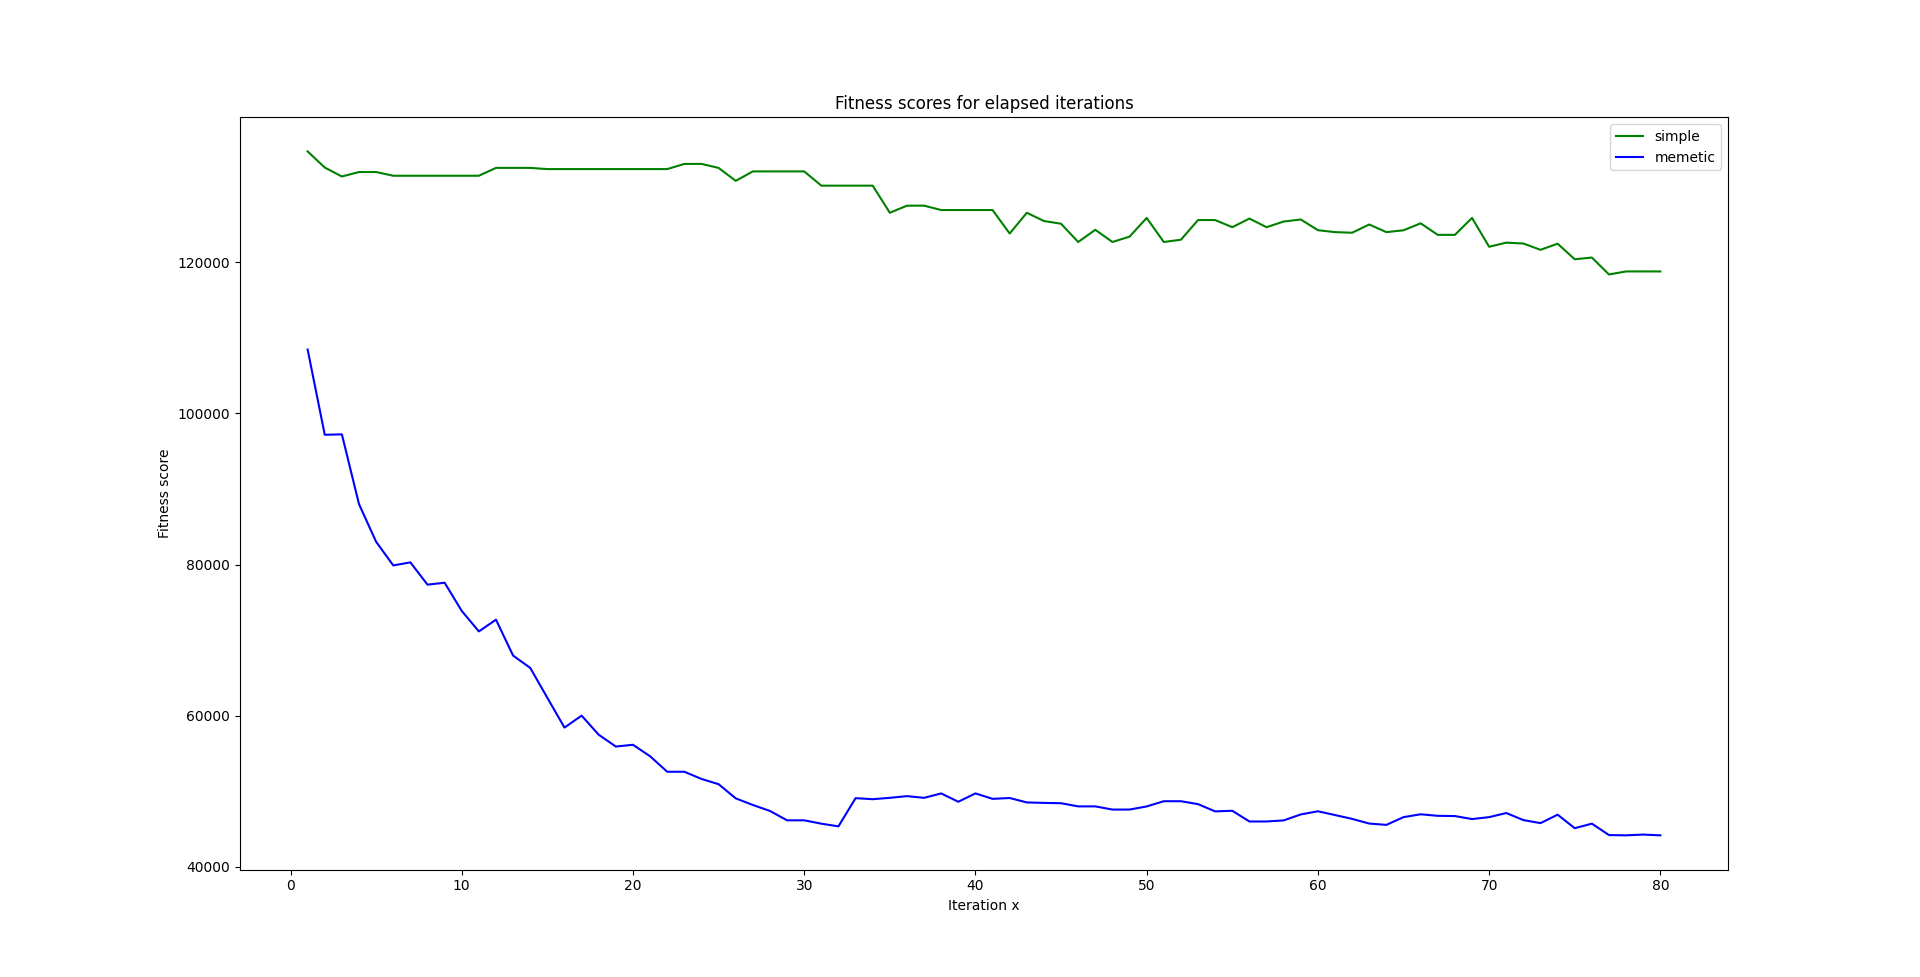 Fitness scores for elapsed iterations
simple
memetic
120000
100000
80000
60000
40000
Fitness score
0 10 20 30 40 50 60 70 80
Iteration x